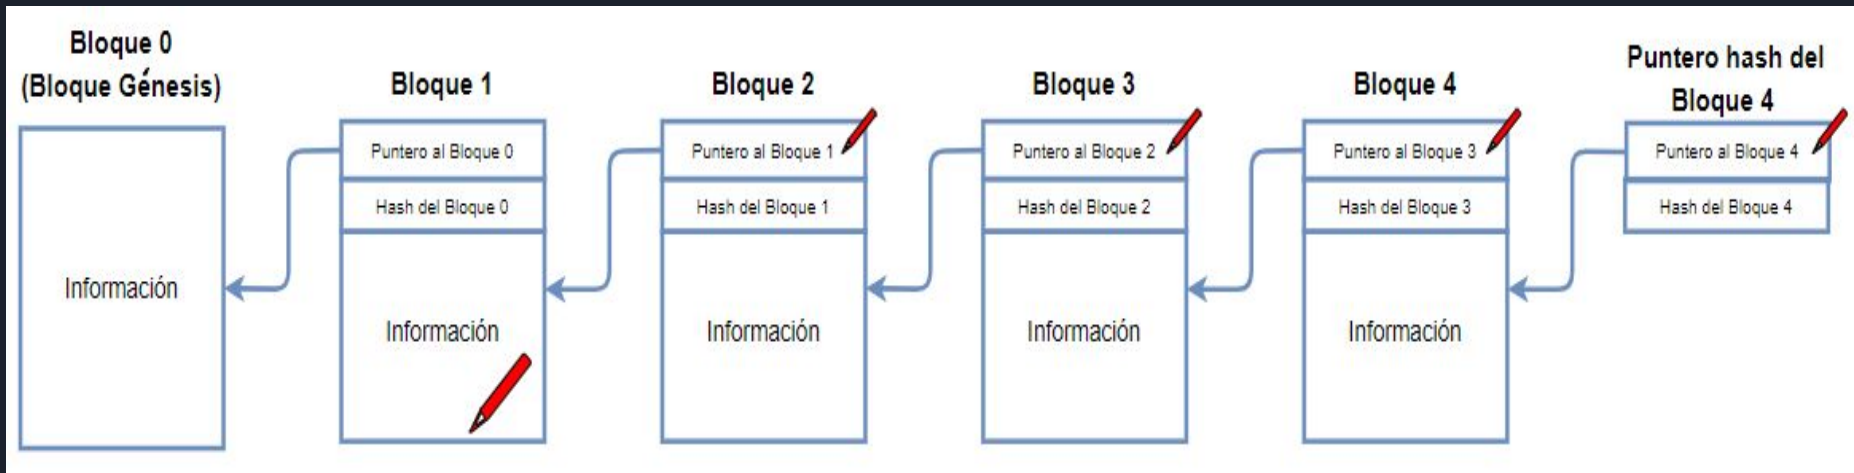 Bloque 0
(Bloque Génesis)
Información
Bloque 1
Puntero al Bloque 0
Hash del Bloque 0
Información
Bloque 2
Puntero al Bloque 1
Hash del Bloque 1
Información
Bloque 3
Puntero al Bloque 2
Hash del Bloque 2
Información
Bloque 4
Puntero al Bloque 3
Hash del Bloque 3
Información
Puntero hash del
Bloque 4
Puntero al Bloque 4
Hash del Bloque 4